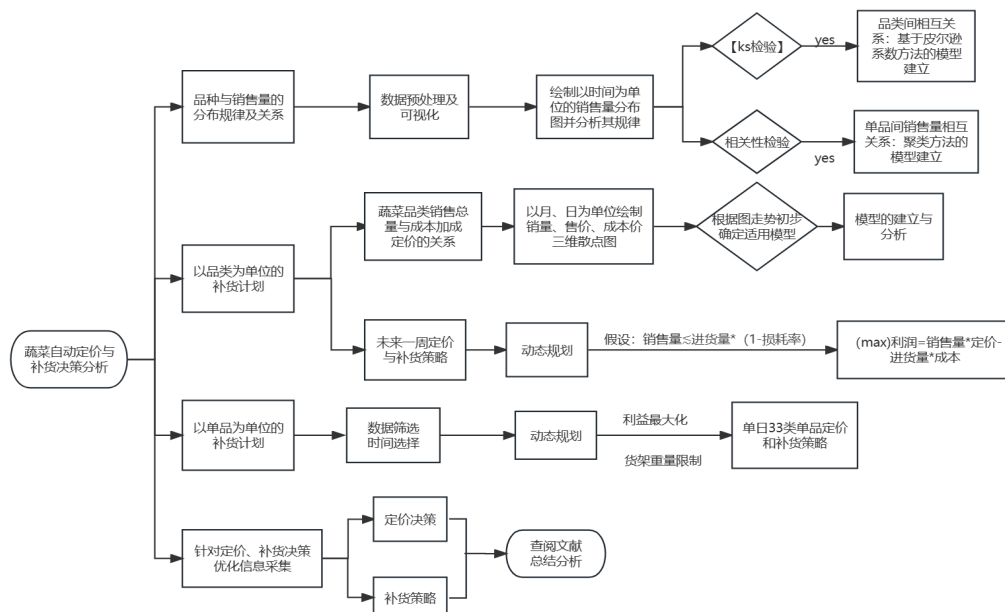 蔬菜自动定价与
补货决策分析
品种与销售量的
分布规律及关系
数据预处理及
可视化
绘制以时间为单
位的销售量分布
图并分析其规律
【ks检验】
yes
品类间相互关
系：基于皮尔逊
系数方法的模型
建立
相关性检验
yes
单品间销售量相互
关系：聚类方法的
模型建立
以品类为单位的
补货计划
蔬菜品类销售总
量与成本加成
定价的关系
以月、日为单位绘制
销量、售价、成本价
三维散点图
根据图走势初步
确定适用模型
模型的建立与
分析
未来一周定价
与补货策略
动态规划
假设：销售量≤进货量*（1-损耗率）
(max)利润=销售量*定价-
进货量*成本
以单品为单位的
补货计划
数据筛选
时间选择
动态规划
利益最大化
货架重量限制
单日33类单品定价
和补货策略
针对定价、补货决策
优化信息采集
定价决策
补货策略
查阅文献
总结分析